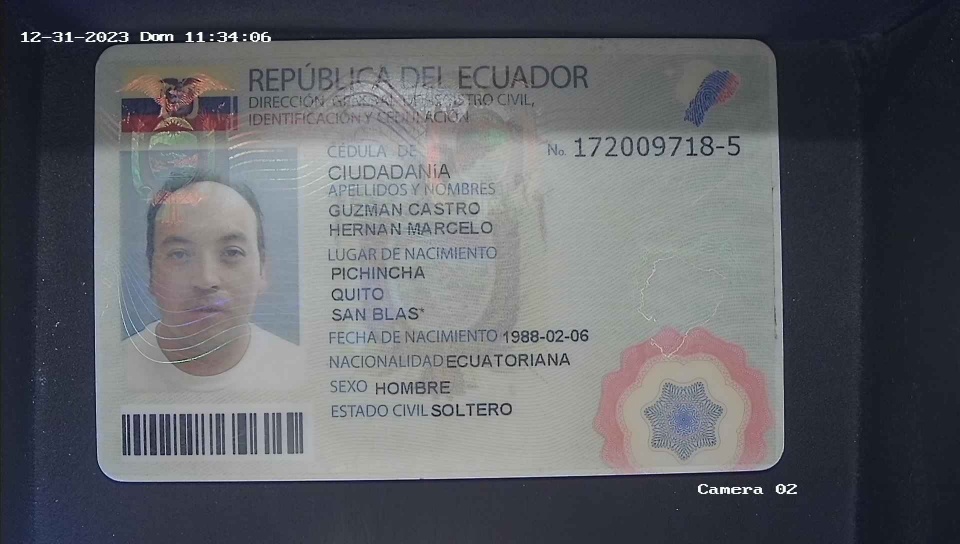 12-31-2023 Dom 11:34:06
REPÚBLICA DEL ECUADOR
DIRECCIÓN GENERAL DE REGISTRO CIVIL,
IDENTIFICACIÓN Y CEDULACIÓN
CÉDULA DE No. 172009718-5
CIUDADANíA
APELLIDOS Y NOMBRES
GUZMAN CASTRO
HERNAN MARCELO
LUGAR DE NACIMIENTO
PICHINCHA
QUITO
SAN BLAS*
FECHA DE NACIMIENTO 1988-02-06
NACIONALIDAD ECUATORIANA
SEXO HOMBRE
ESTADO CIVIL SOLTERO
Camera 02